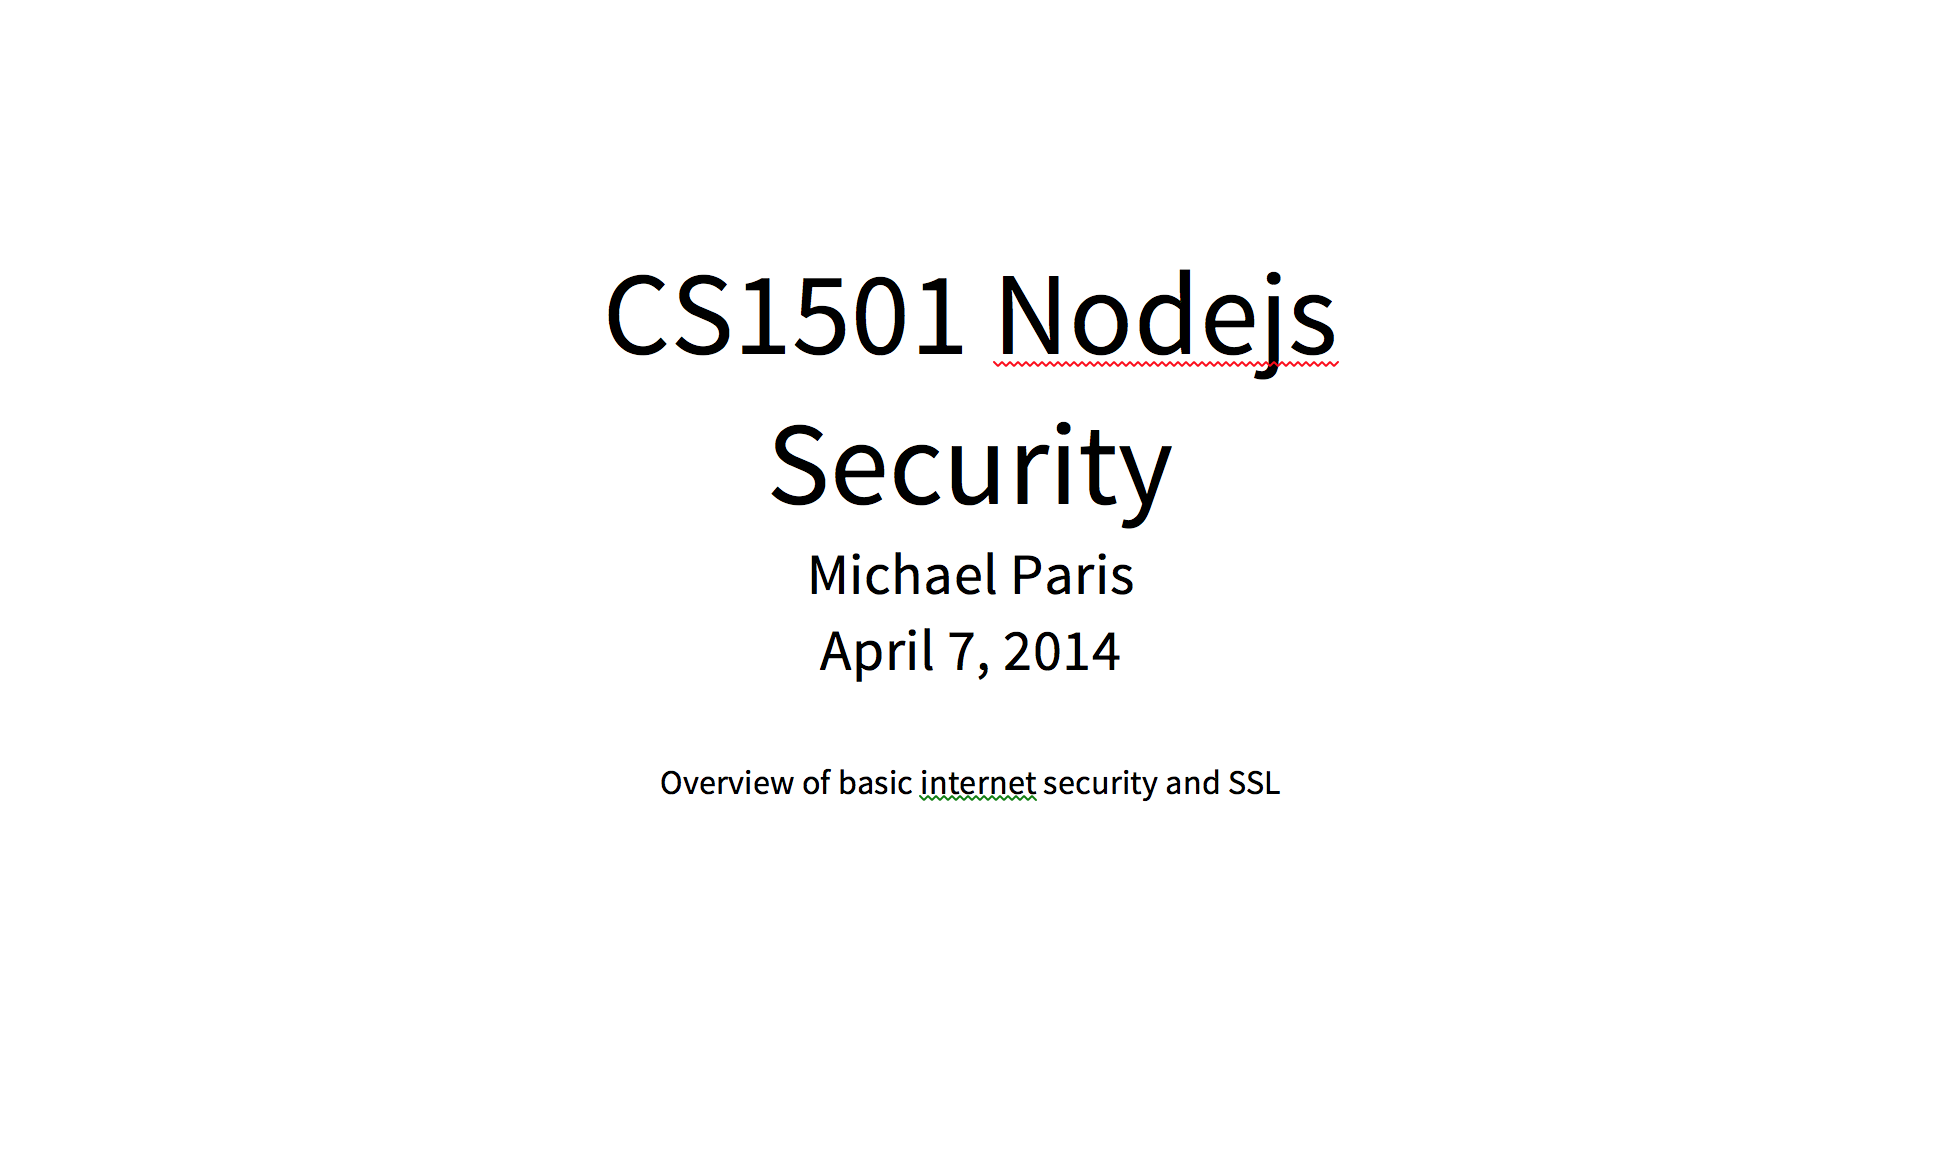 CS1501 Nodejs
Security
Michael Paris
April 7, 2014
Overview of basic internet security and SSL